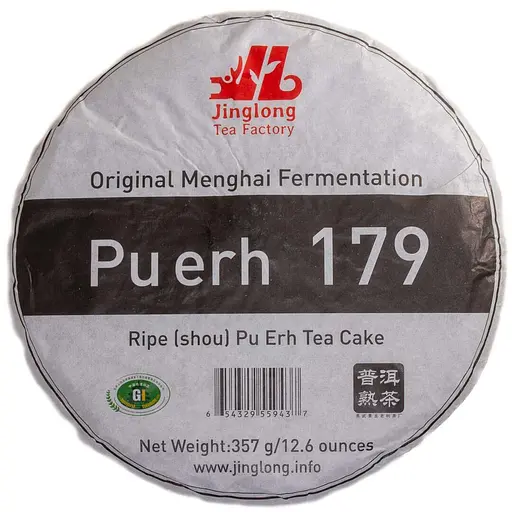 Jinglong
Tea Factory
Original Menghai Fermentation
Pu erh 179
Ripe (shou) Pu Erh Tea Cake
GI
普洱
熟茶
6 54329 55943 7
Net Weight:357 g/12.6 ounces
www.jinglong.info